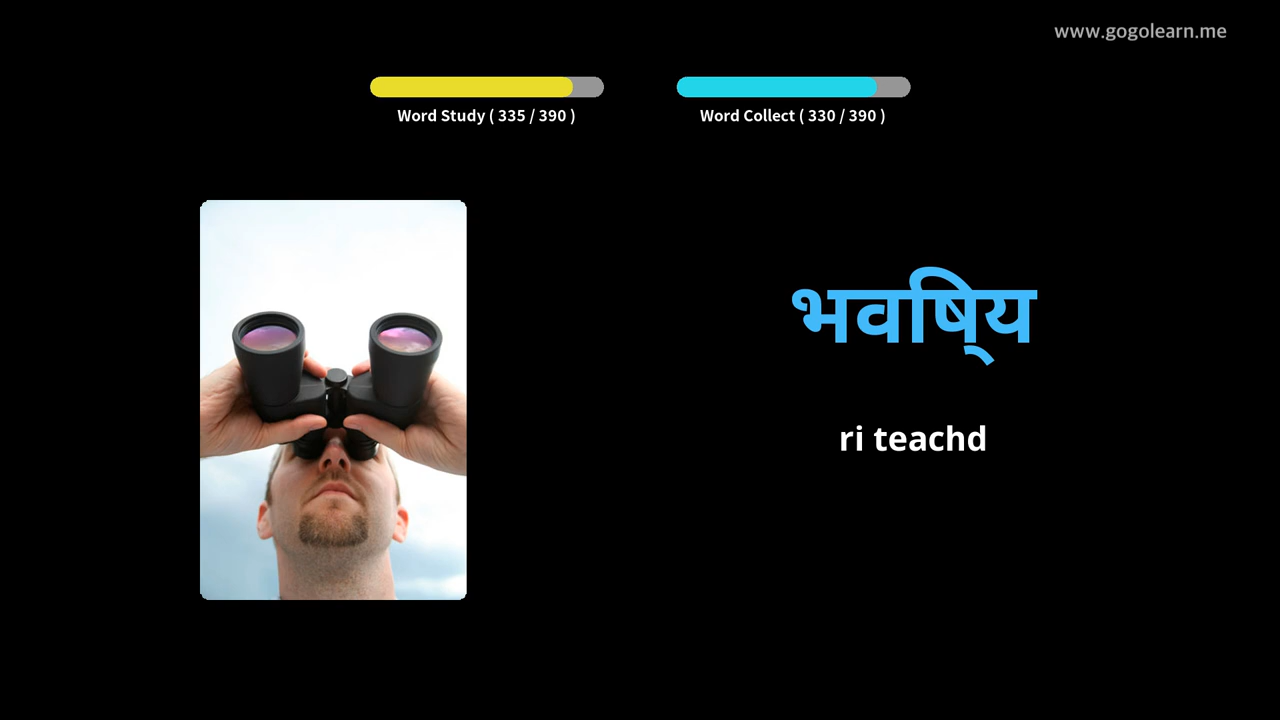 www.gogolearn.me
Word Study ( 335 / 390 )
Word Collect ( 330 / 390 )
भविष्य
ri teachd